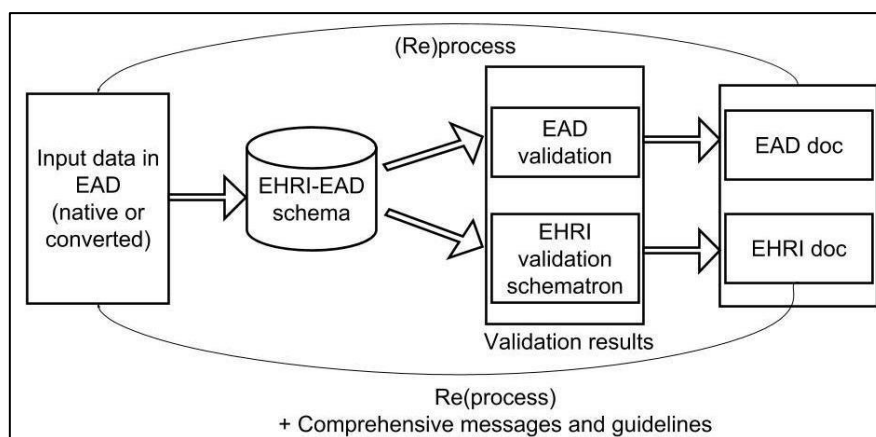 (Re)process
Input data in
EAD
(native or
converted)
EHRI-EAD
schema
EAD
validation
EHRI
validation
schematron
Validation results
EAD doc
EHRI doc
Re(process)
+ Comprehensive messages and guidelines